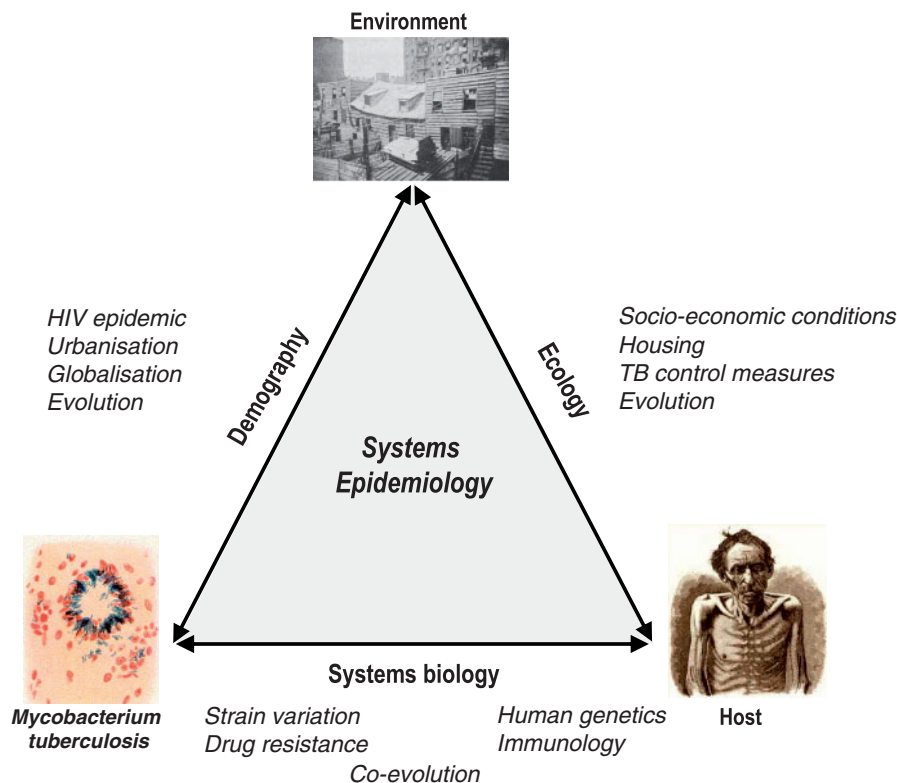 Environment
HIV epidemic
Urbanisation
Globalisation
Evolution
Demography
Ecology
Socio-economic conditions
Housing
TB control measures
Evolution
Systems
Epidemiology
Mycobacterium
tuberculosis
Systems biology
Strain variation
Drug resistance
Human genetics
Immunology
Co-evolution
Host